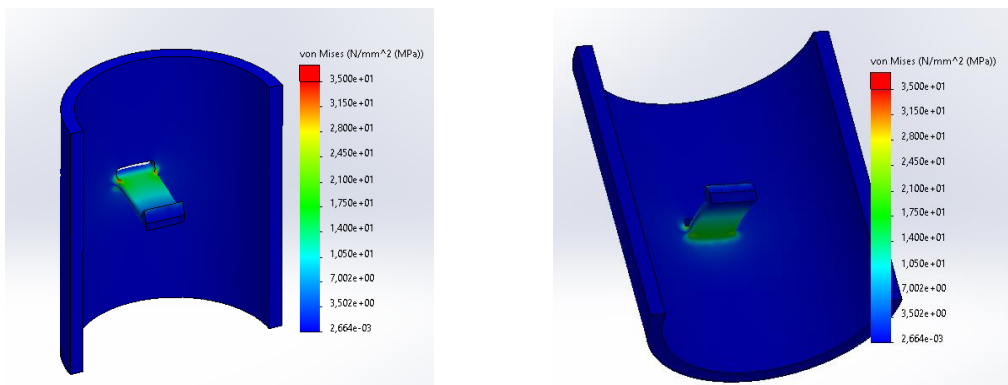 von Mises (N/mm^2 (MPa))
3,500e+01
3,150e+01
2,800e+01
2,450e+01
2,100e+01
1,750e+01
1,400e+01
1,050e+01
7,002e+00
3,502e+00
2,664e-03
von Mises (N/mm^2 (MPa))
3,500e+01
3,150e+01
2,800e+01
2,450e+01
2,100e+01
1,750e+01
1,400e+01
1,050e+01
7,002e+00
3,502e+00
2,664e-03